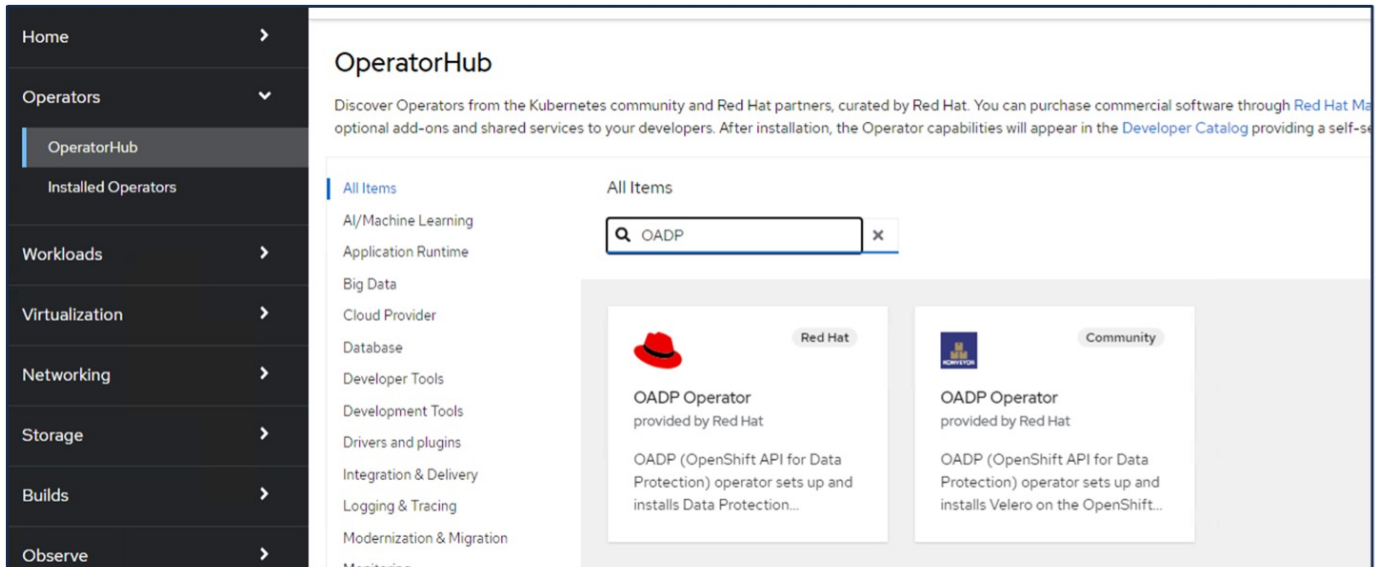 Home
Operators
OperatorHub
Installed Operators
Workloads
Virtualization
Networking
Storage
Builds
Observe
OperatorHub
Discover Operators from the Kubernetes community and Red Hat partners, curated by Red Hat. You can purchase commercial software through Red Hat Ma
optional add-ons and shared services to your developers. After installation, the Operator capabilities will appear in the Developer Catalog providing a self-se
All Items
AI/Machine Learning
Application Runtime
Big Data
Cloud Provider
Database
Developer Tools
Development Tools
Drivers and plugins
Integration & Delivery
Logging & Tracing
Modernization & Migration
Monitoring
All Items
OADP
Red Hat
OADP Operator
provided by Red Hat
OADP (OpenShift API for Data
Protection) operator sets up and
installs Data Protection...
KONVEYOR
Community
OADP Operator
provided by Red Hat
OADP (OpenShift API for Data
Protection) operator sets up and
installs Velero on the OpenShift...